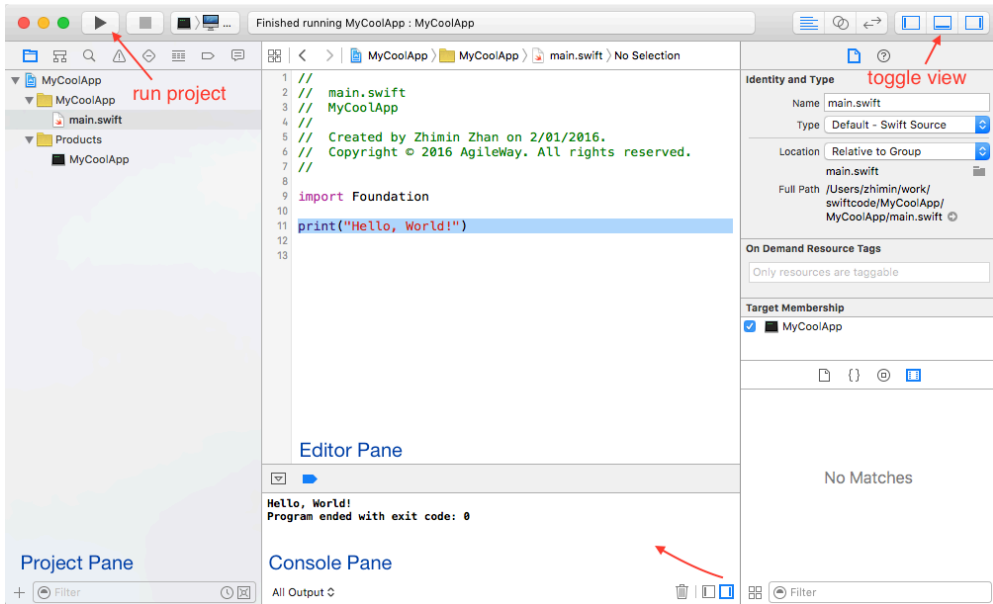 Finished running MyCoolApp : MyCoolApp
MyCoolApp
MyCoolApp
main.swift
No Selection
MyCoolApp
MyCoolApp
main.swift
Products
MyCoolApp
run project
1 //
2 //  main.swift
3 //  MyCoolApp
4 //
5 //  Created by Zhimin Zhan on 2/01/2016.
6 //  Copyright © 2016 AgileWay. All rights reserved.
7 //
8
9 import Foundation
10
11 print("Hello, World!")
12
13
Editor Pane
Hello, World!
Program ended with exit code: 0
Project Pane
Console Pane
Filter
All Output
toggle view
Identity and Type
Name main.swift
Type Default - Swift Source
Location Relative to Group
main.swift
Full Path /Users/zhimin/work/
swiftcode/MyCoolApp/
MyCoolApp/main.swift
On Demand Resource Tags
Only resources are taggable
Target Membership
MyCoolApp
{}
No Matches
Filter